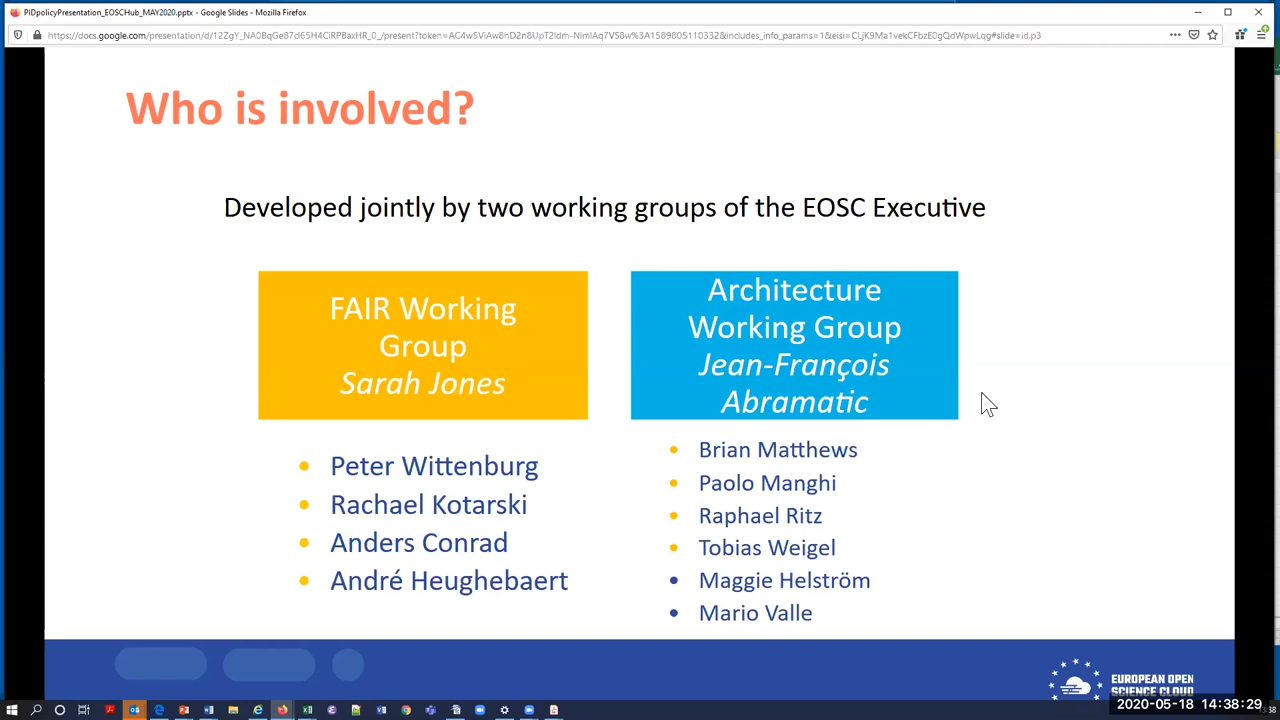 PIDpolicyPresentation_EOSCHub_MAY2020.pptx - Google Slides - Mozilla Firefox
Who is involved?
Developed jointly by two working groups of the EOSC Executive
FAIR Working
Group
Sarah Jones
Peter Wittenburg
Rachael Kotarski
Anders Conrad
André Heughebaert
Architecture
Working Group
Jean-François
Abramatic
Brian Matthews
Paolo Manghi
Raphael Ritz
Tobias Weigel
Maggie Helström
Mario Valle
EUROPEAN OPEN
SCIENCE CLOUD
2020-05-18 14:38:29